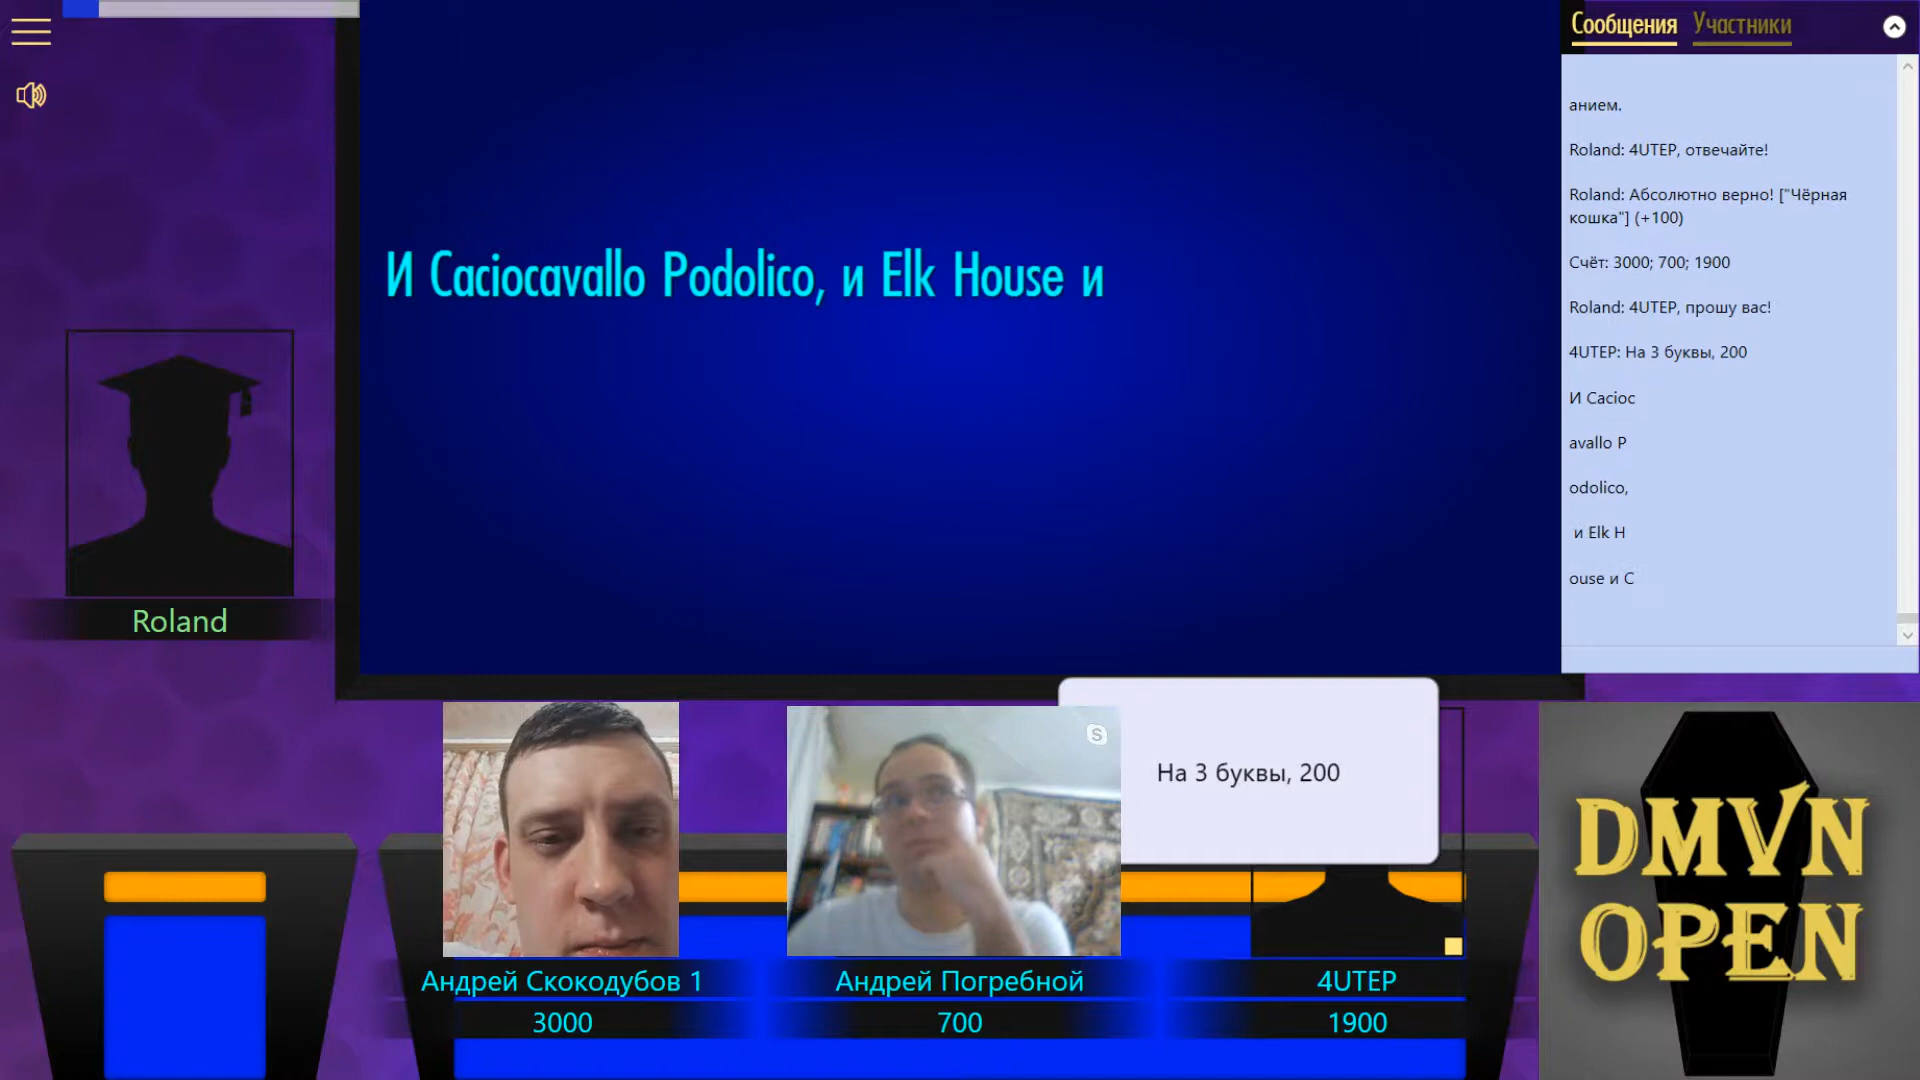 Сообщения Участники
анием.
Roland: 4UTEP, отвечайте!
Roland: Абсолютно верно! ["Чёрная
кошка"] (+100)
Счёт: 3000; 700; 1900
Roland: 4UTEP, прошу вас!
4UTEP: На 3 буквы, 200
И Cacioc
avallo P
odolico,
и Elk H
ouse и C
И Caciocavallo Podolico, и Elk House и
Roland
На 3 буквы, 200
S
DMVN
OPEN
Андрей Скокодубов 1
Андрей Погребной
4UTEP
3000
700
1900